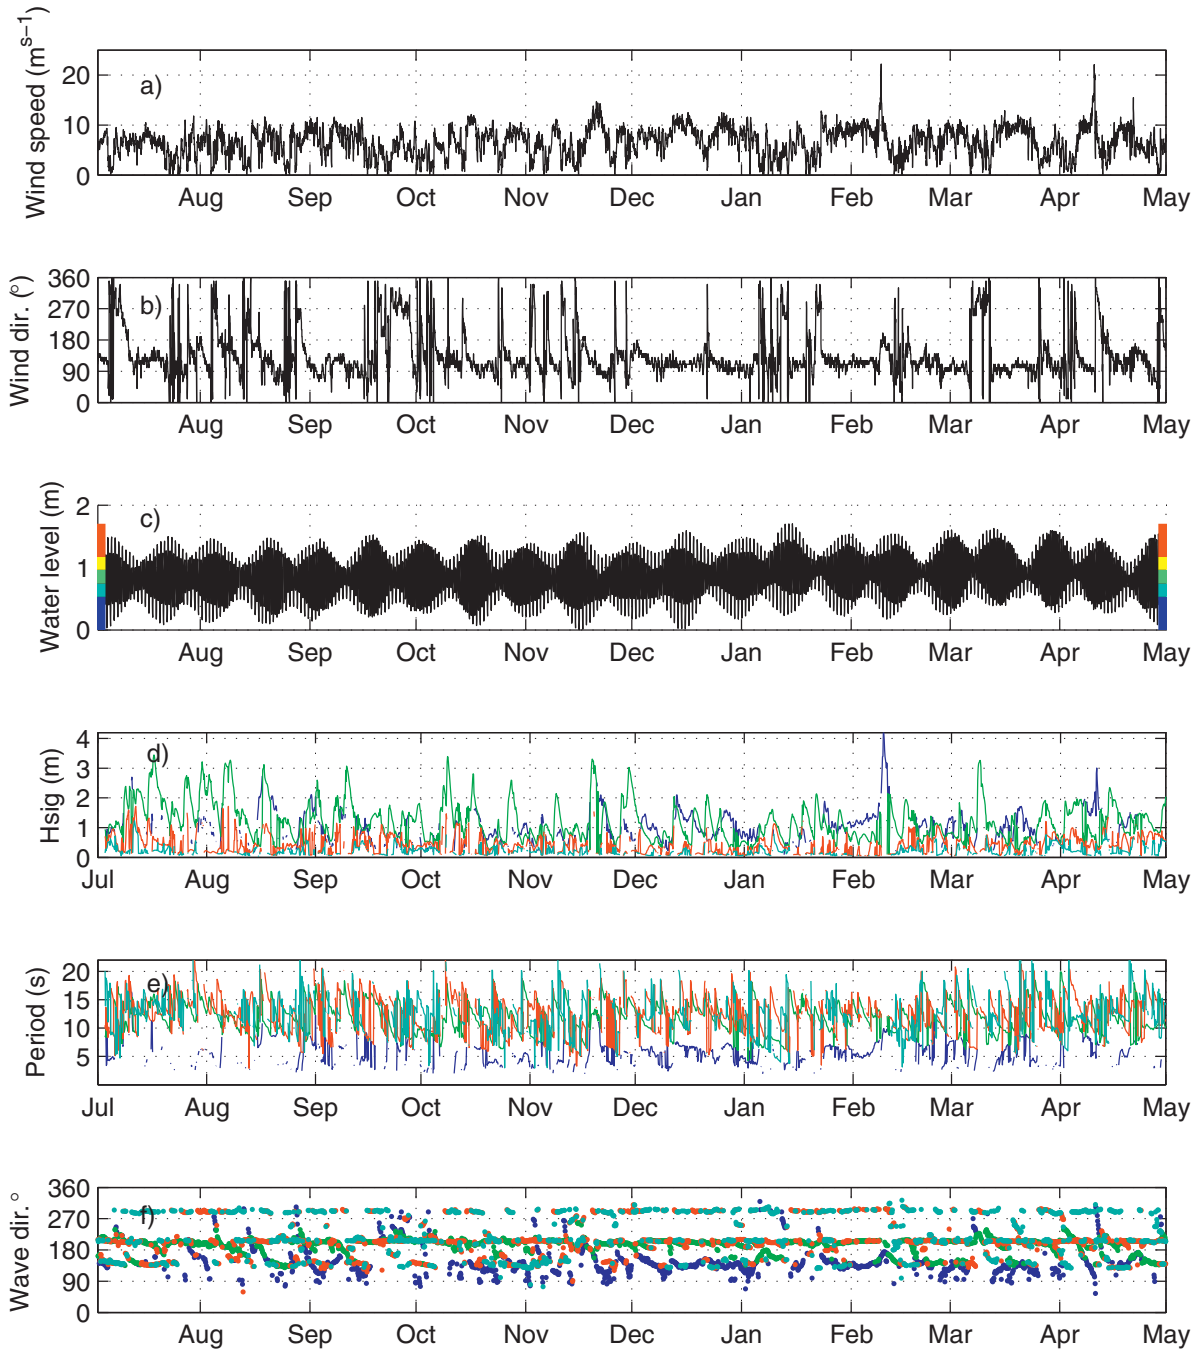 Wind speed (m s−1)
a)
20
10
0
Aug Sep Oct Nov Dec Jan Feb Mar Apr May
Wind dir. (°)
b)
360
270
180
90
0
Aug Sep Oct Nov Dec Jan Feb Mar Apr May
Water level (m)
c)
2
1
0
Aug Sep Oct Nov Dec Jan Feb Mar Apr May
Hsig (m)
d)
4
3
2
1
0
Jul Aug Sep Oct Nov Dec Jan Feb Mar Apr May
Period (s)
e)
20
15
10
5
Jul Aug Sep Oct Nov Dec Jan Feb Mar Apr May
Wave dir.°
f)
360
270
180
90
0
Aug Sep Oct Nov Dec Jan Feb Mar Apr May